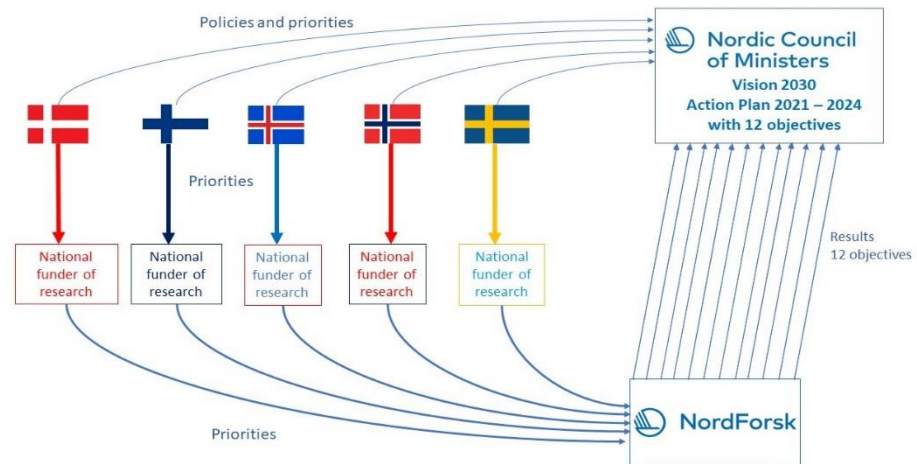 Policies and priorities
Nordic Council
of Ministers
Vision 2030
Action Plan 2021 – 2024
with 12 objectives
Priorities
National
funder of
research
National
funder of
research
National
funder of
research
National
funder of
research
National
funder of
research
Results
12 objectives
Priorities
NordForsk